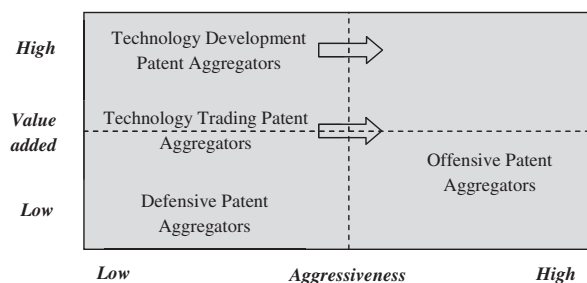 High
Technology Development
Patent Aggregators
Value
added
Technology Trading Patent
Aggregators
Offensive Patent
Aggregators
Low
Defensive Patent
Aggregators
Low
Aggressiveness
High